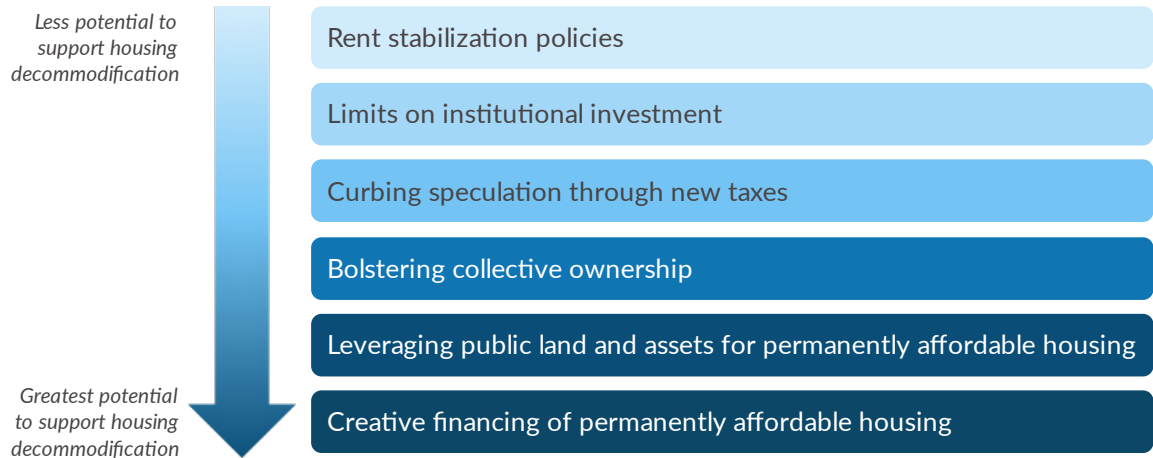 Less potential to
support housing
decommodification
Rent stabilization policies
Limits on institutional investment
Curbing speculation through new taxes
Bolstering collective ownership
Leveraging public land and assets for permanently affordable housing
Greatest potential
to support housing
decommodification
Creative financing of permanently affordable housing